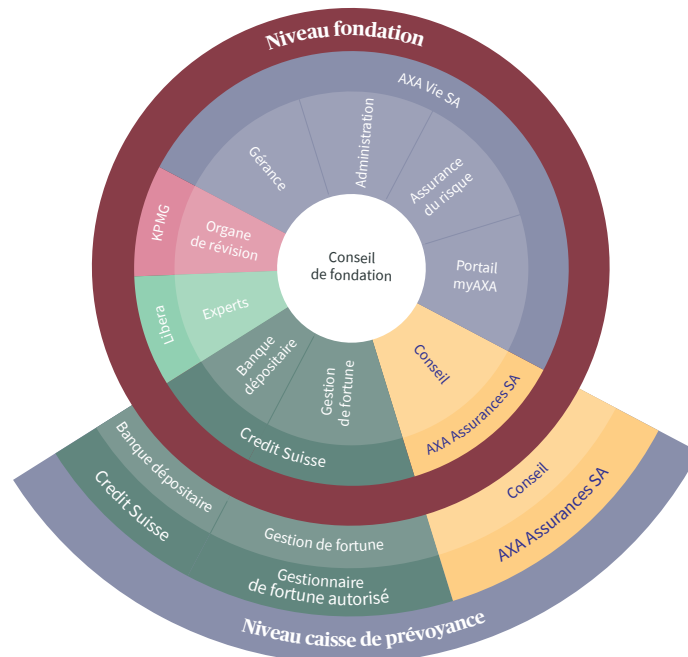 Niveau fondation
AXA Vie SA
Gérance
Administration
Assurance
du risque
Portail
myAXA
KPMG
Organe
de révision
Conseil
de fondation
Libera
Experts
Banque
dépositaire
Gestion
de fortune
Conseil
Credit Suisse
AXA Assurances SA
Banque dépositaire
Credit Suisse
Gestion de fortune
Gestionnaire
de fortune autorisé
Conseil
AXA Assurances SA
Niveau caisse de prévoyance